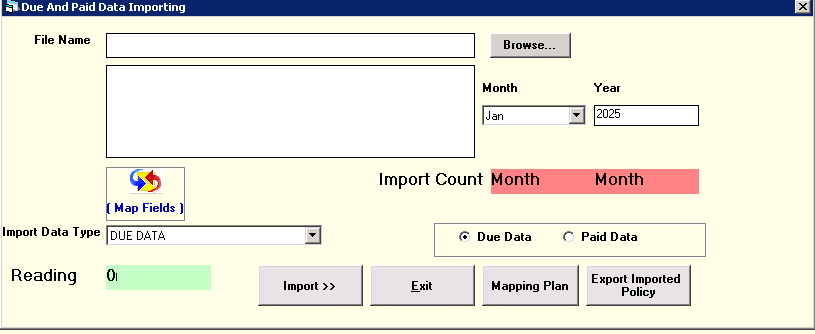 Due And Paid Data Importing
File Name
Browse...
Month Year
Jan 2025
Import Count Month Month
( Map Fields )
Import Data Type DUE DATA
Due Data Paid Data
Reading 0
Import >> Exit Mapping Plan Export Imported
Policy